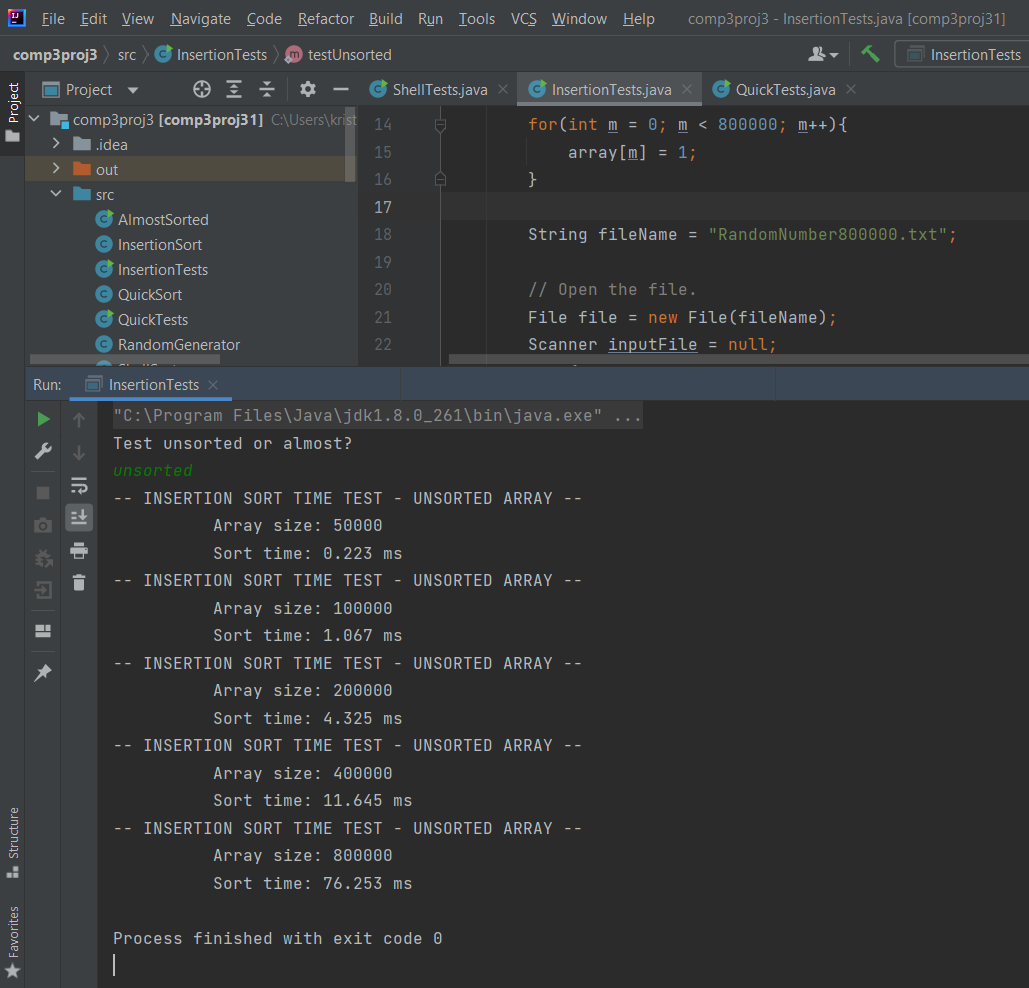 File Edit View Navigate Code Refactor Build Run Tools VCS Window Help comp3proj3 - InsertionTests.java [comp3proj31]
comp3proj3 src InsertionTests testUnsorted InsertionTests
Project
Project ShellTests.java InsertionTests.java QuickTests.java
comp3proj3 [comp3proj31] C:\Users\krist
.idea
out
src
AlmostSorted
InsertionSort
InsertionTests
QuickSort
QuickTests
RandomGenerator
14 for(int m = 0; m < 800000; m++){
15 array[m] = 1;
16 }
17
18 String fileName = "RandomNumber800000.txt";
19
20 // Open the file.
21 File file = new File(fileName);
22 Scanner inputFile = null;
Run: InsertionTests
"C:\Program Files\Java\jdk1.8.0_261\bin\java.exe" ...
Test unsorted or almost?
unsorted
-- INSERTION SORT TIME TEST - UNSORTED ARRAY --
Array size: 50000
Sort time: 0.223 ms
-- INSERTION SORT TIME TEST - UNSORTED ARRAY --
Array size: 100000
Sort time: 1.067 ms
-- INSERTION SORT TIME TEST - UNSORTED ARRAY --
Array size: 200000
Sort time: 4.325 ms
-- INSERTION SORT TIME TEST - UNSORTED ARRAY --
Array size: 400000
Sort time: 11.645 ms
-- INSERTION SORT TIME TEST - UNSORTED ARRAY --
Array size: 800000
Sort time: 76.253 ms
Process finished with exit code 0
Structure
Favorites